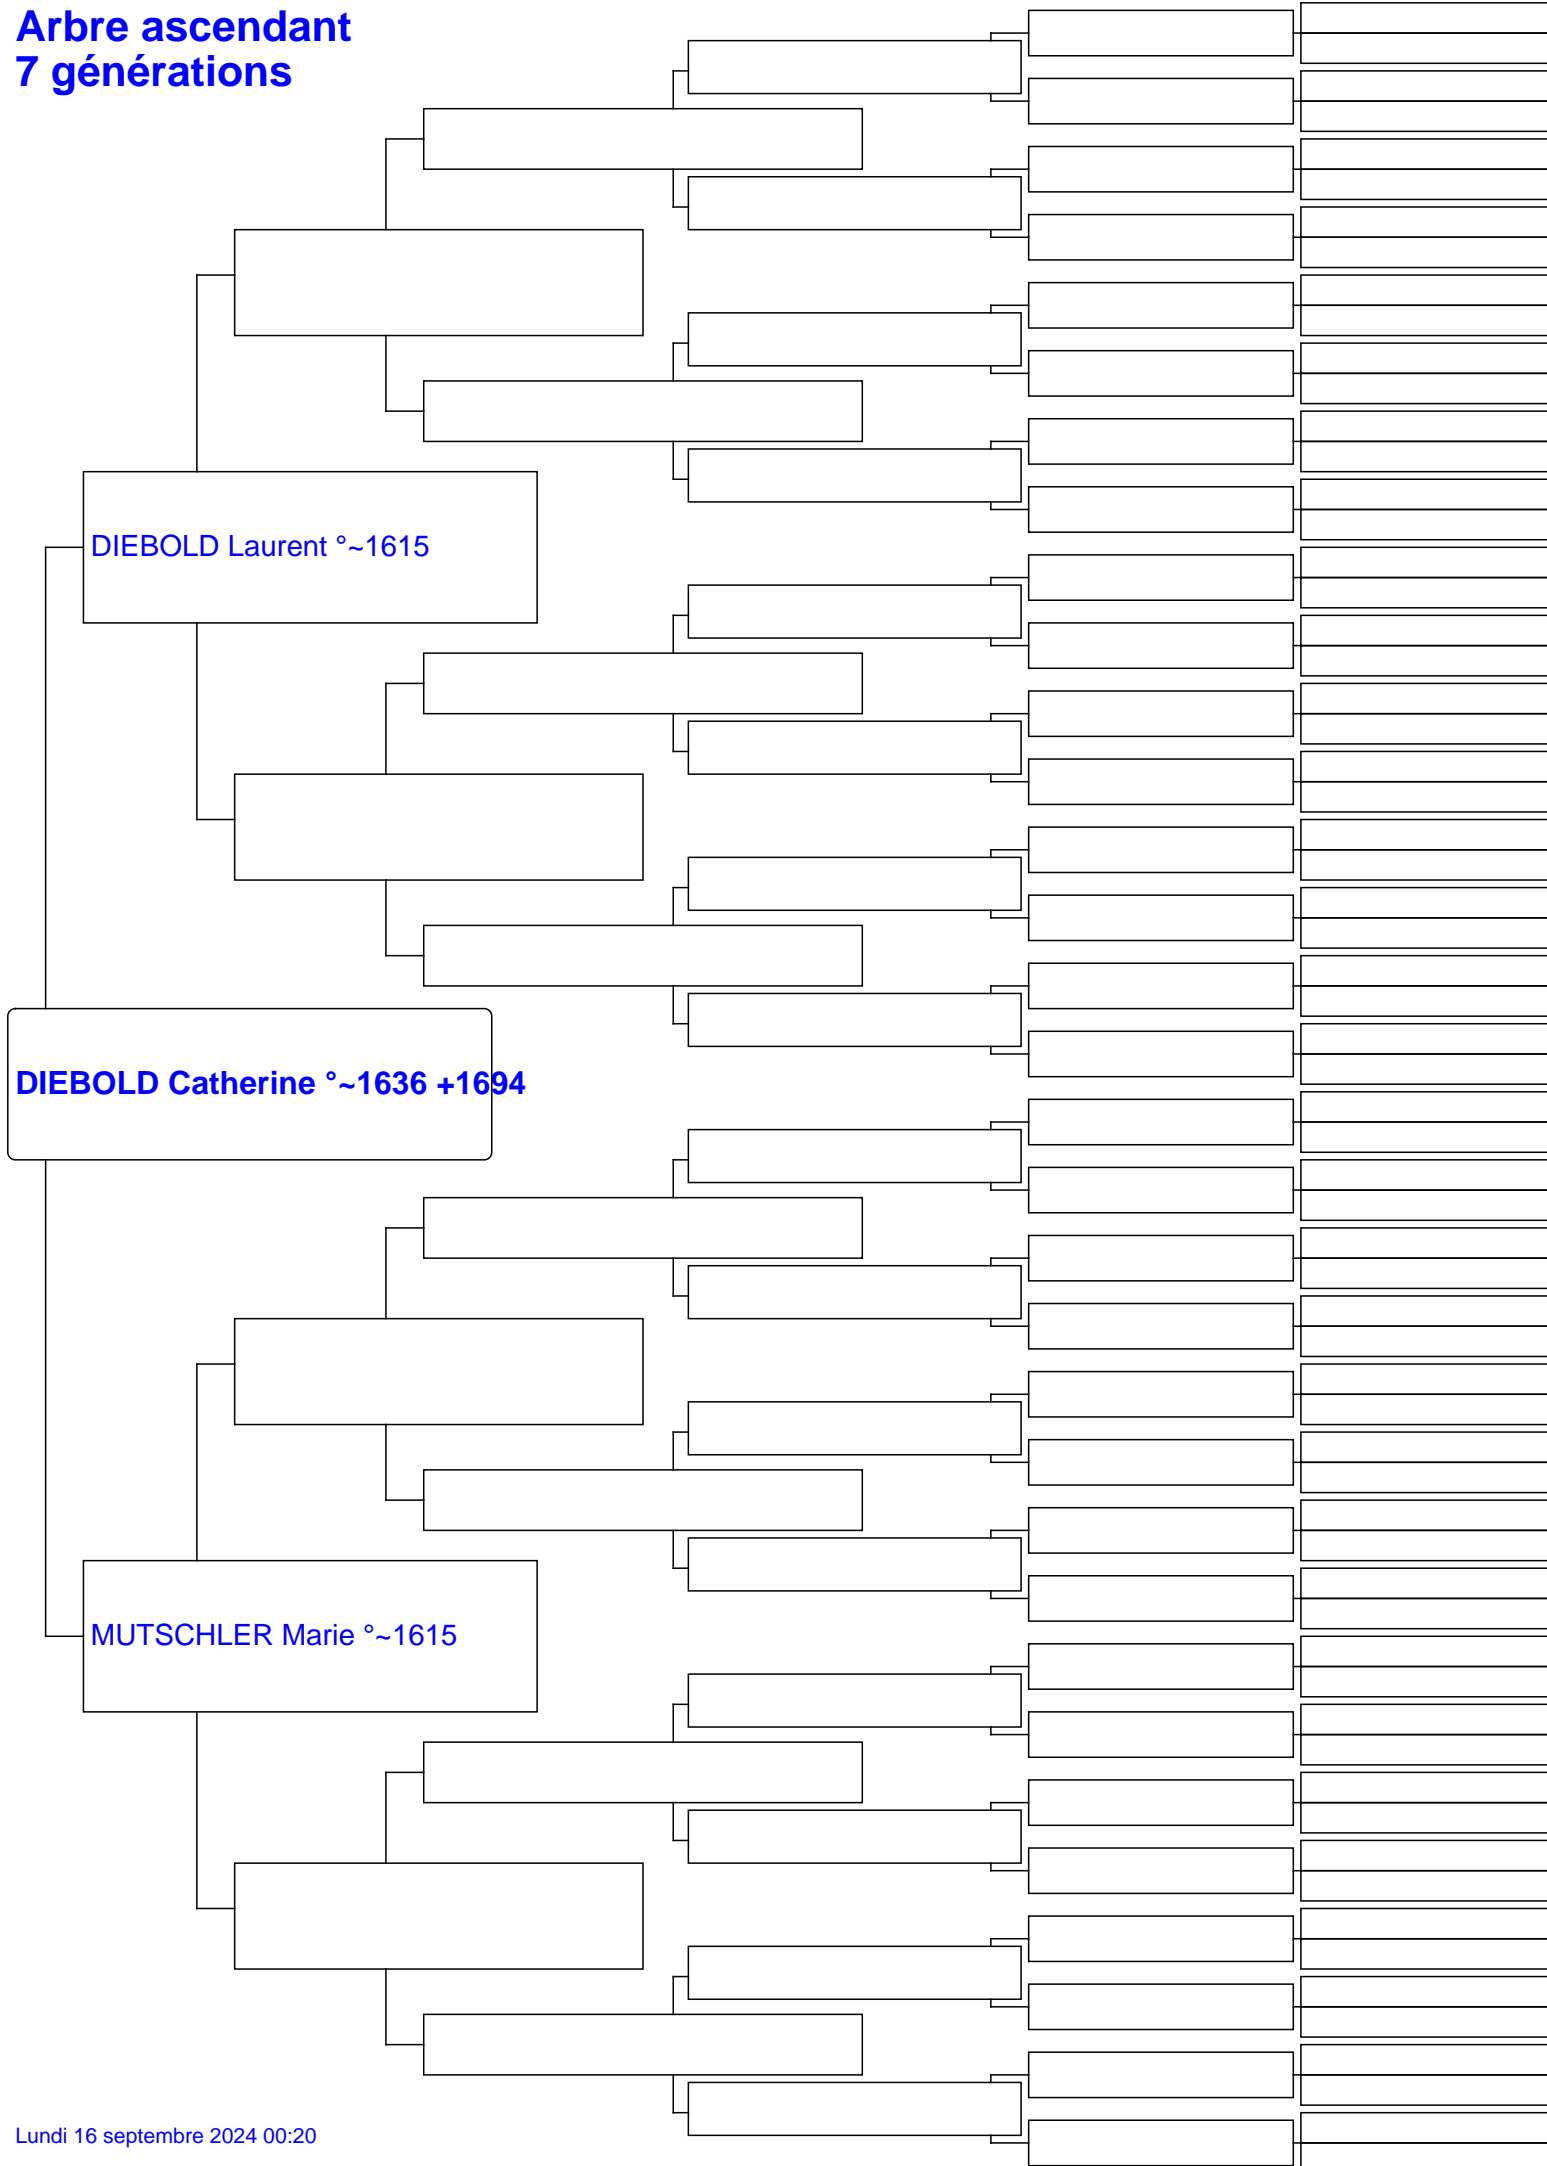 Arbre ascendant
7 générations
DIEBOLD Laurent °~1615
DIEBOLD Catherine °~1636 +1694
MUTSCHLER Marie °~1615
Lundi 16 septembre 2024 00:20